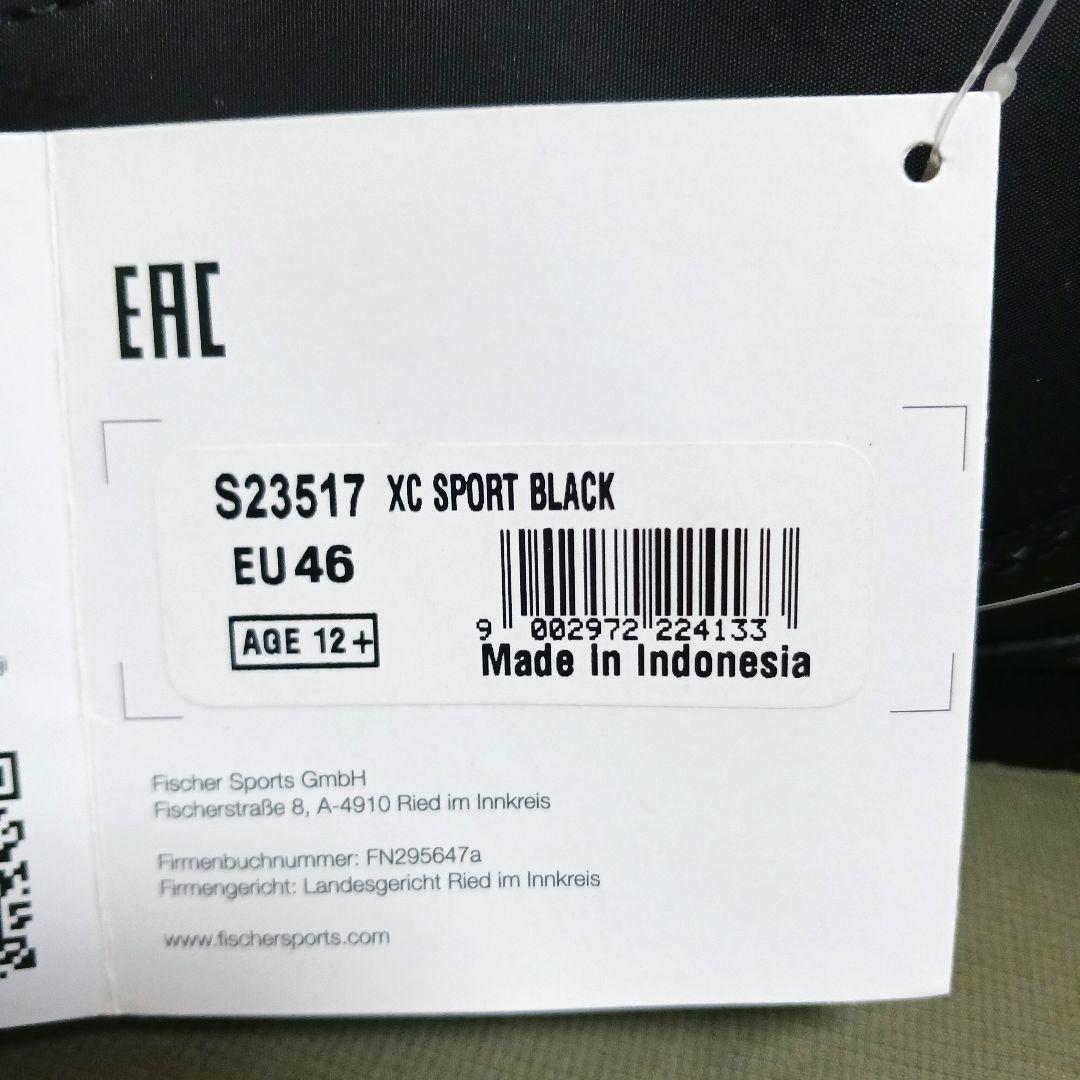 EAC
S23517 XC SPORT BLACK
EU 46
AGE 12+
9 002972 224133
Made in Indonesia
Fischer Sports GmbH
Fischerstraße 8, A-4910 Ried im Innkreis
Firmenbuchnummer: FN295647a
Firmengericht: Landesgericht Ried im Innkreis
www.fischersports.com